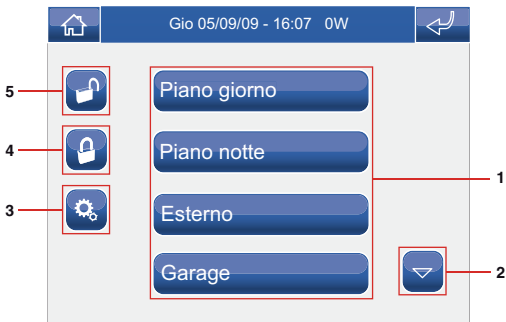 Gio 05/09/09 - 16:07 0W
5
Piano giorno
4
Piano notte
1
3
Esterno
Garage
2